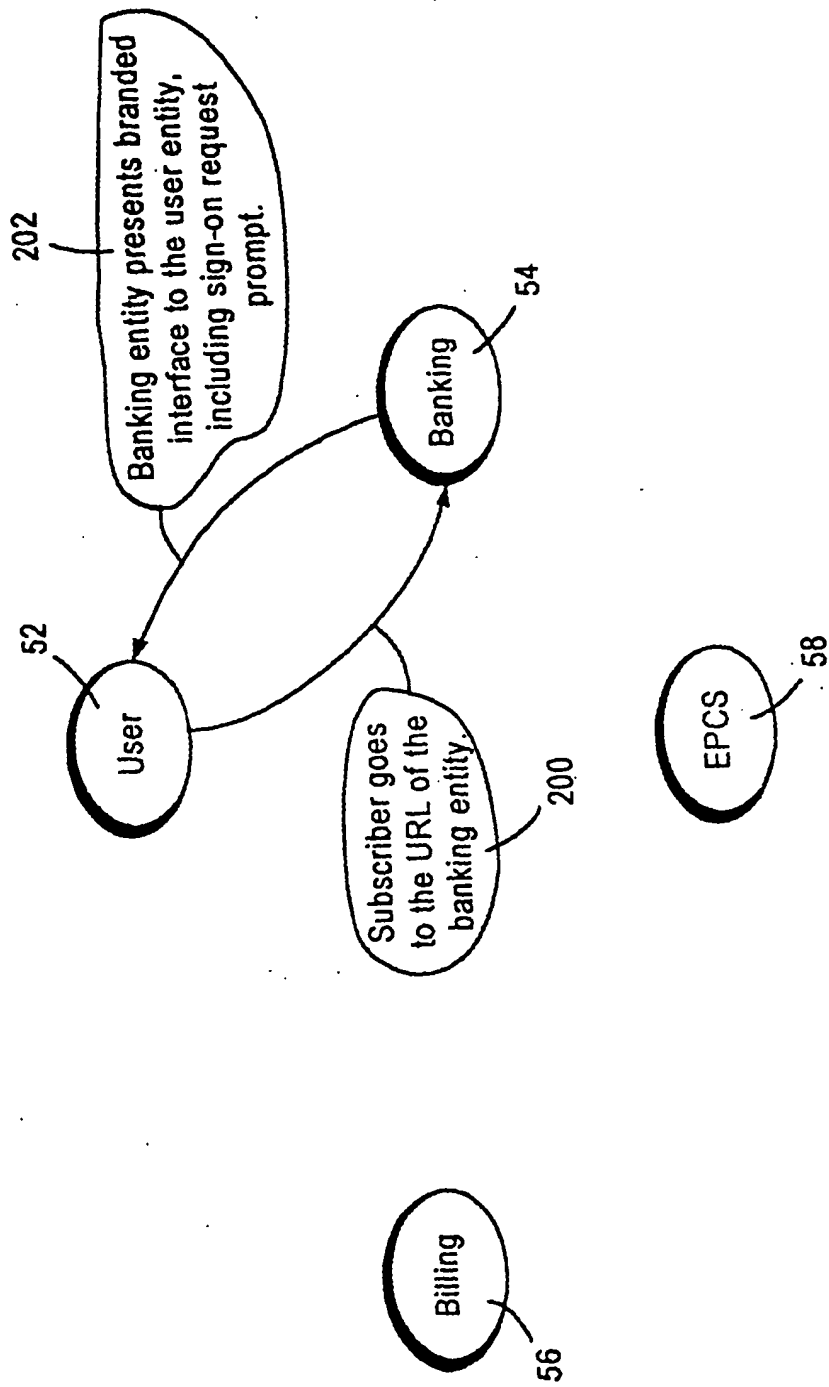 202
Banking entity presents branded
interface to the user entity,
including sign-on request
prompt.
52
User
Banking
54
Subscriber goes
to the URL of the
banking entity.
200
Billing
56
EPCS
58